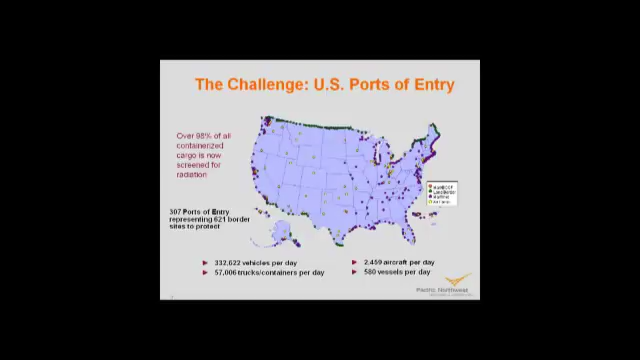 The Challenge: U.S. Ports of Entry
Over 98% of all
containerized
cargo is now
screened for
radiation
307 Ports of Entry
representing 621 border
sites to protect
332,622 vehicles per day
57,006 trucks/containers per day
2,459 aircraft per day
580 vessels per day
Pacific Northwest